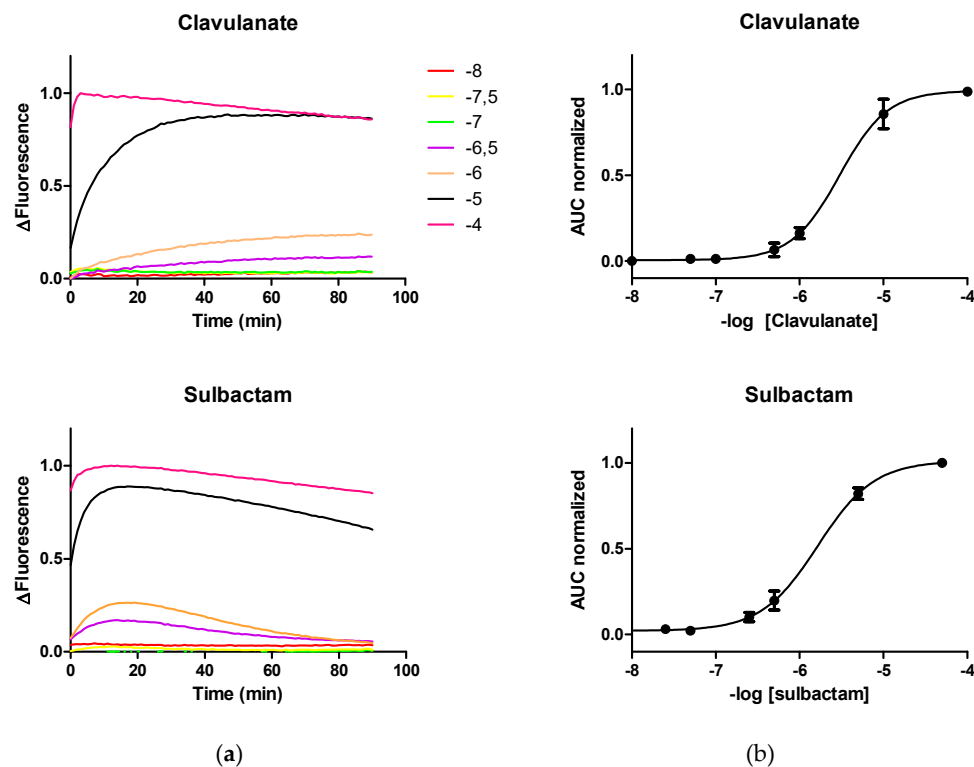 Clavulanate
ΔFluorescence
1.0
0.5
0.0
0 20 40 60 80 100
Time (min)
-8
-7,5
-7
-6,5
-6
-5
-4
Clavulanate
AUC normalized
1.0
0.5
0.0
-8 -7 -6 -5 -4
-log [Clavulanate]
Sulbactam
ΔFluorescence
1.0
0.5
0.0
0 20 40 60 80 100
Time (min)
Sulbactam
AUC normalized
1.0
0.5
0.0
-8 -7 -6 -5 -4
-log [sulbactam]
(a)
(b)